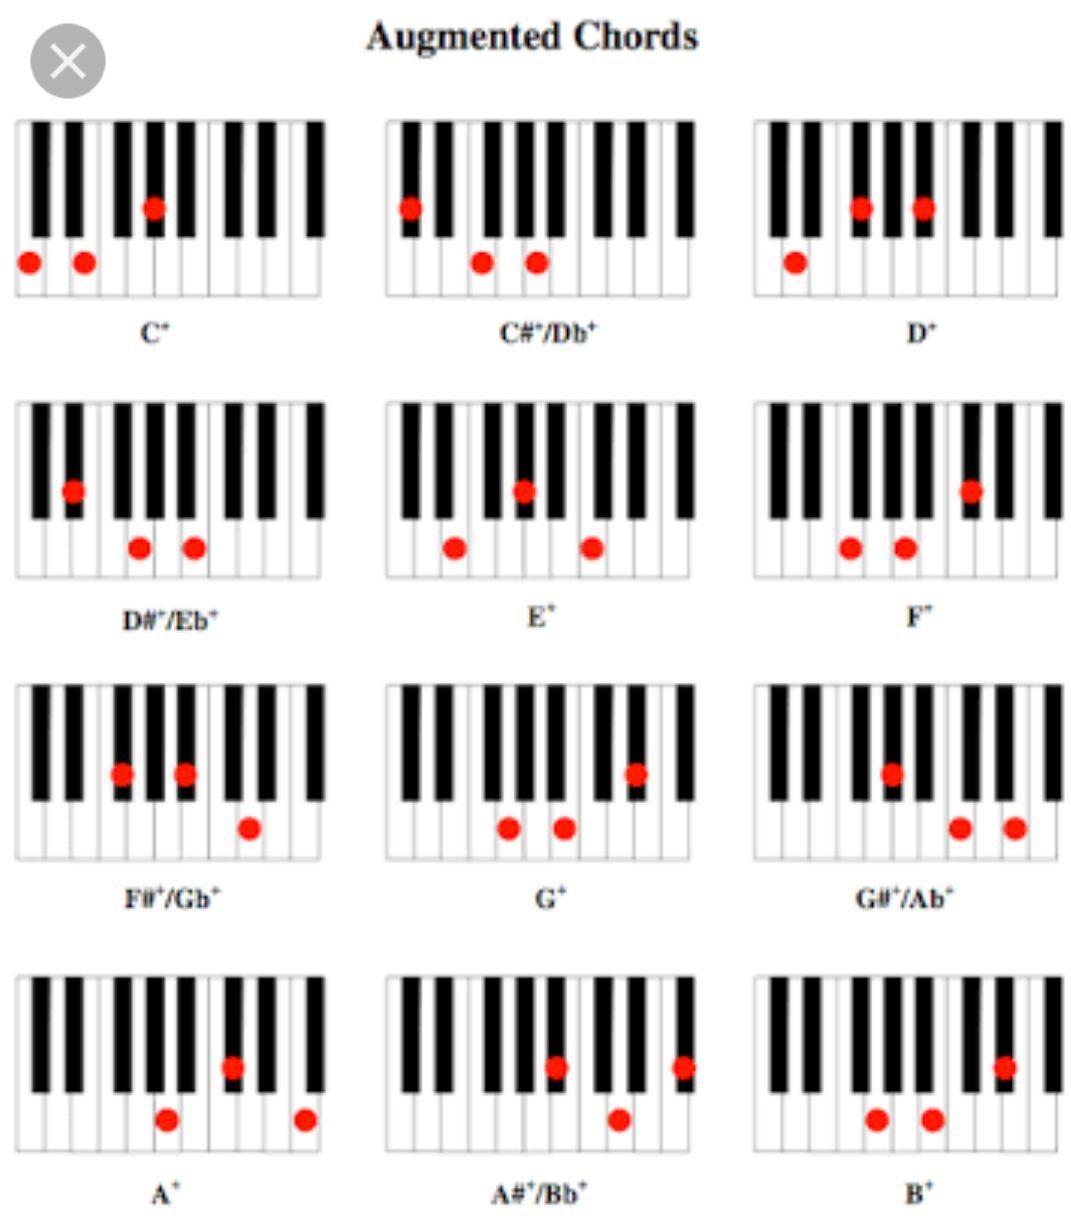 Augmented Chords
C⁺ C#⁺/Db⁺ D⁺
D#⁺/Eb⁺ E⁺ F⁺
F#⁺/Gb⁺ G⁺ G#⁺/Ab⁺
A⁺ A#⁺/Bb⁺ B⁺